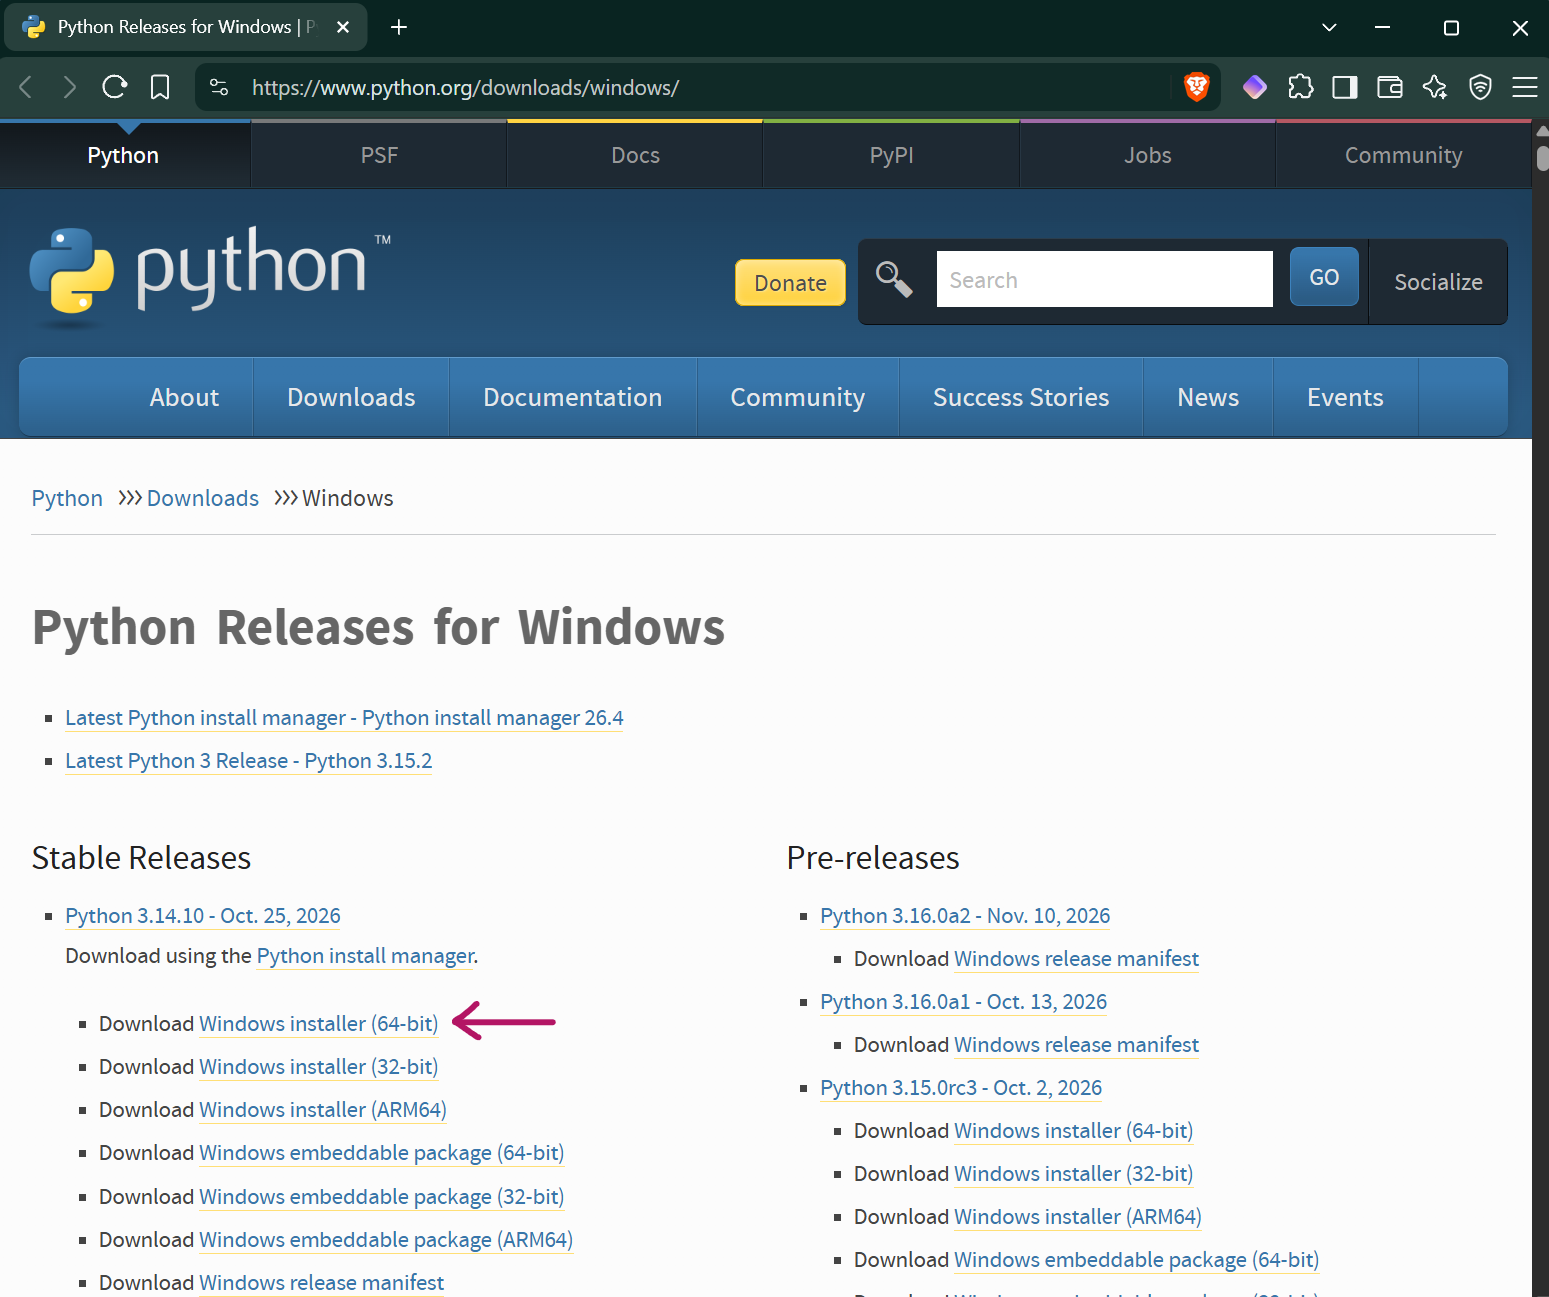 Python Releases for Windows | P
https://www.python.org/downloads/windows/
Python
PSF
Docs
PyPI
Jobs
Community
python™
Donate
Search
GO
Socialize
About
Downloads
Documentation
Community
Success Stories
News
Events
Python >>> Downloads >>> Windows
Python Releases for Windows
Latest Python install manager - Python install manager 26.4
Latest Python 3 Release - Python 3.15.2
Stable Releases
Python 3.14.10 - Oct. 25, 2026
Download using the Python install manager.
Download Windows installer (64-bit)
Download Windows installer (32-bit)
Download Windows installer (ARM64)
Download Windows embeddable package (64-bit)
Download Windows embeddable package (32-bit)
Download Windows embeddable package (ARM64)
Download Windows release manifest
Pre-releases
Python 3.16.0a2 - Nov. 10, 2026
Download Windows release manifest
Python 3.16.0a1 - Oct. 13, 2026
Download Windows release manifest
Python 3.15.0rc3 - Oct. 2, 2026
Download Windows installer (64-bit)
Download Windows installer (32-bit)
Download Windows installer (ARM64)
Download Windows embeddable package (64-bit)